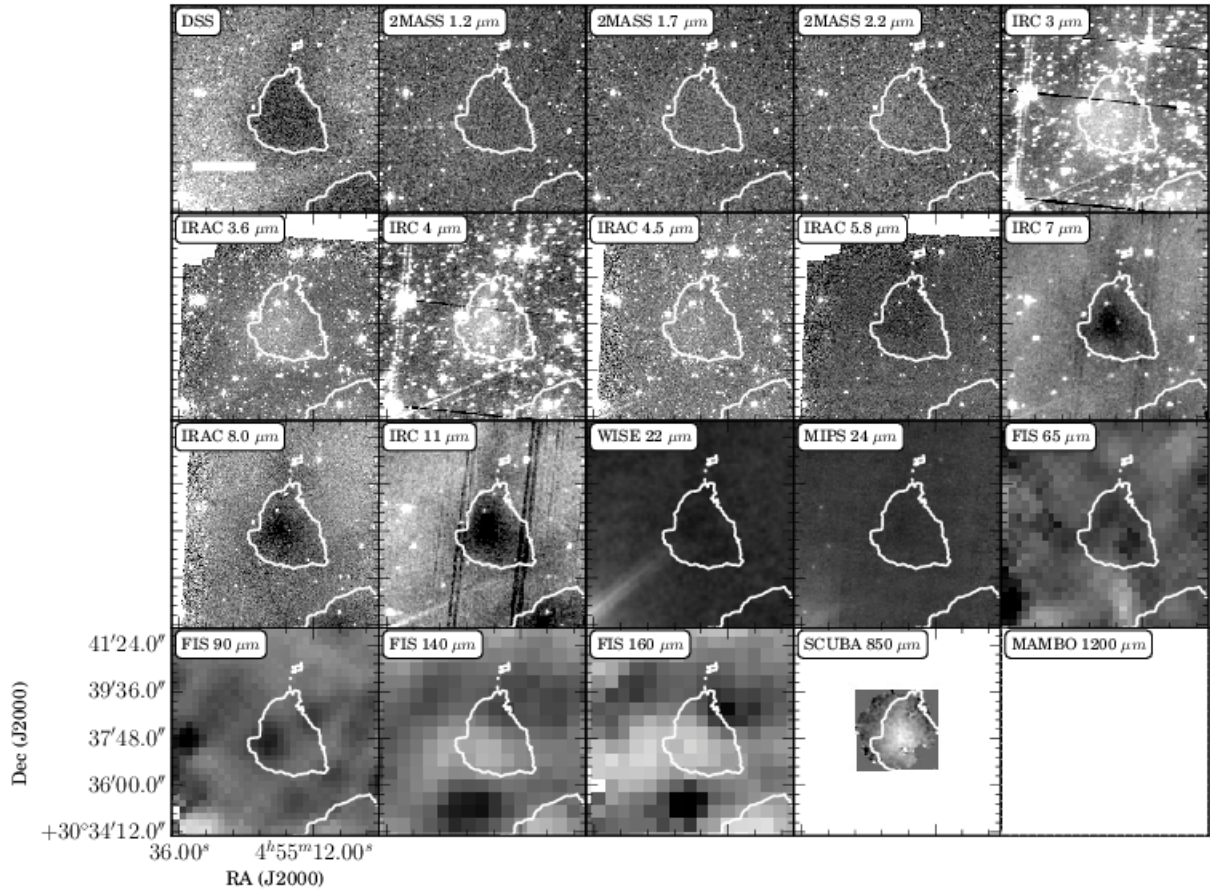 DSS
2MASS 1.2 μm
2MASS 1.7 μm
2MASS 2.2 μm
IRC 3 μm
IRAC 3.6 μm
IRC 4 μm
IRAC 4.5 μm
IRAC 5.8 μm
IRC 7 μm
IRAC 8.0 μm
IRC 11 μm
WISE 22 μm
MIPS 24 μm
FIS 65 μm
FIS 90 μm
FIS 140 μm
FIS 160 μm
SCUBA 850 μm
MAMBO 1200 μm
41′24.0″
39′36.0″
37′48.0″
36′00.0″
+30°34′12.0″
Dec (J2000)
36.00s 4h55m12.00s
RA (J2000)